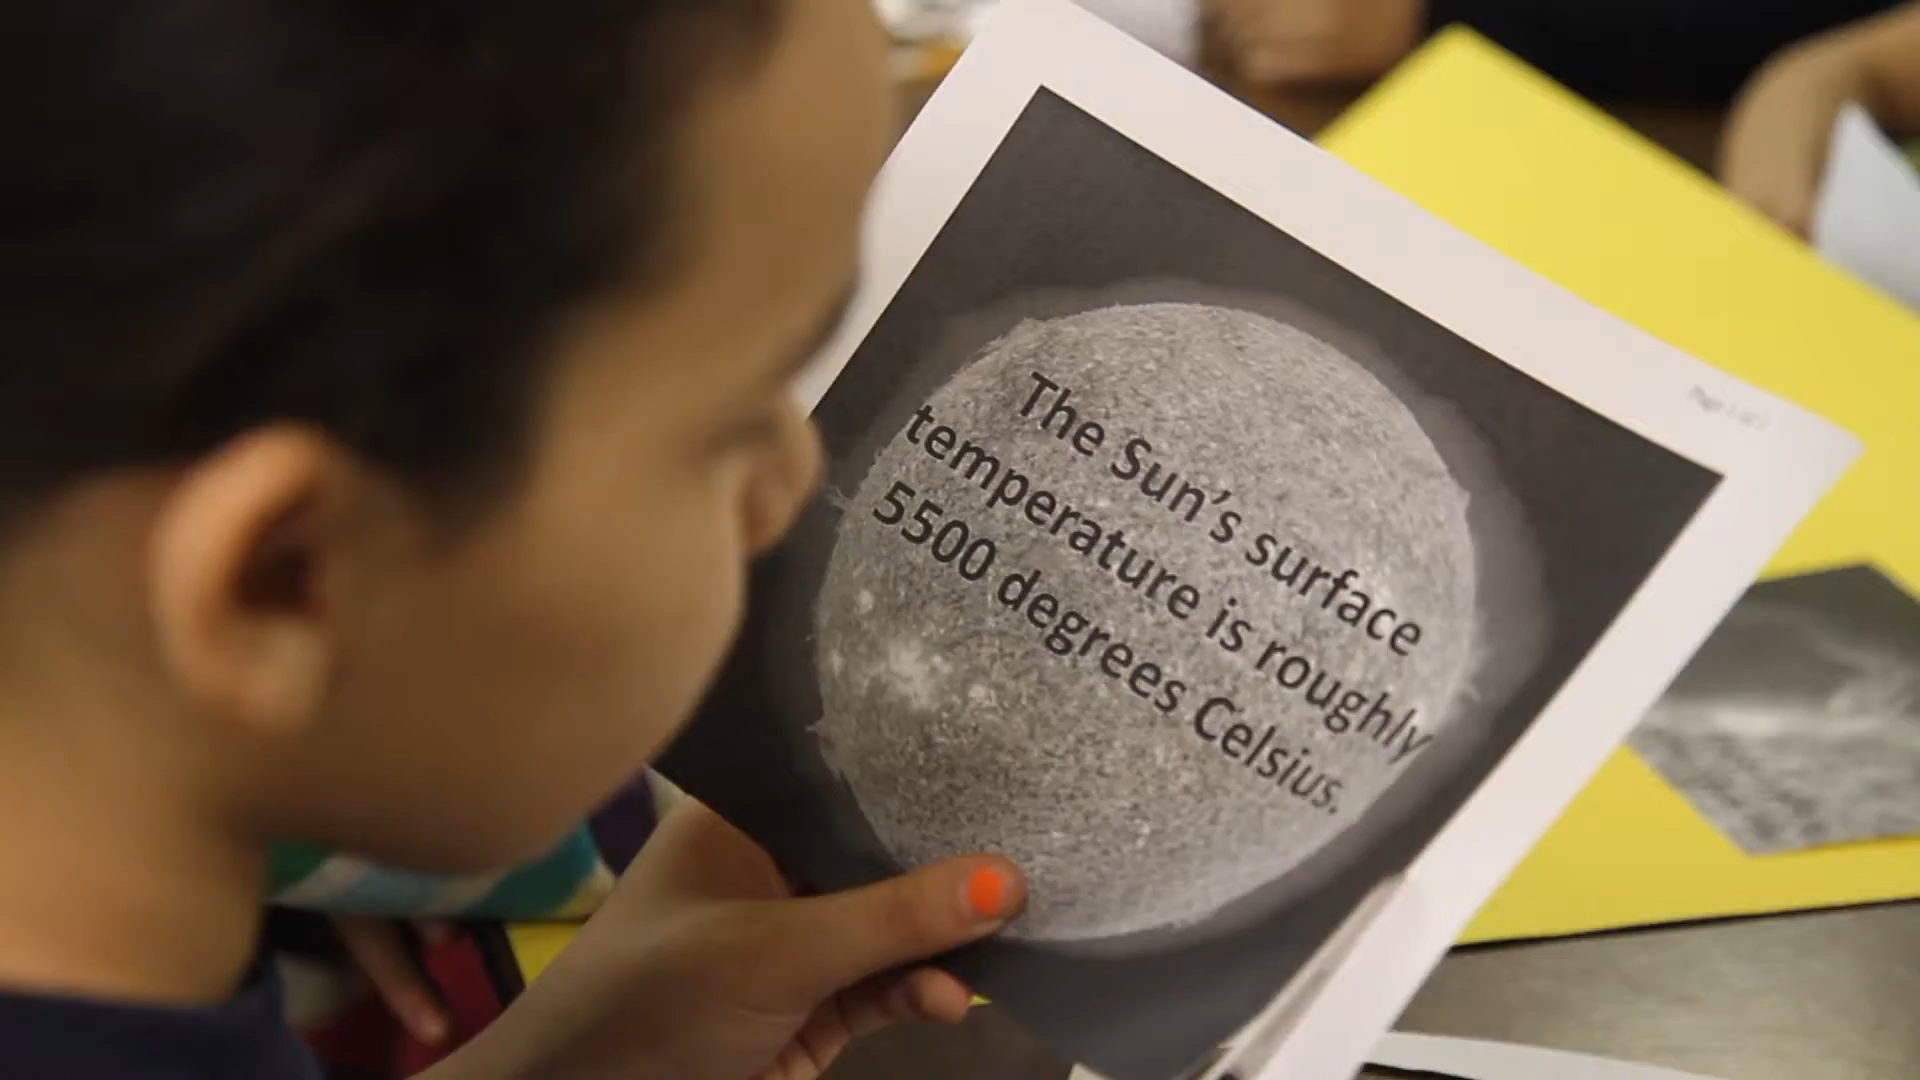 The Sun's surface
temperature is roughly
5500 degrees Celsius.